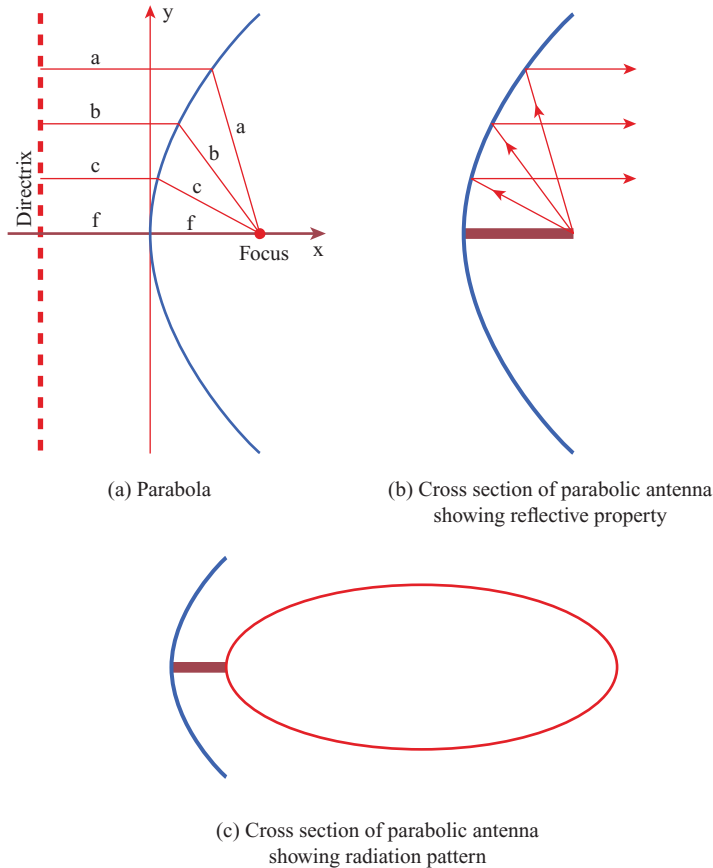 y
a
a
b
b
c
c
Directrix
f
f
Focus
x
(a) Parabola
(b) Cross section of parabolic antenna
showing reflective property
(c) Cross section of parabolic antenna
showing radiation pattern